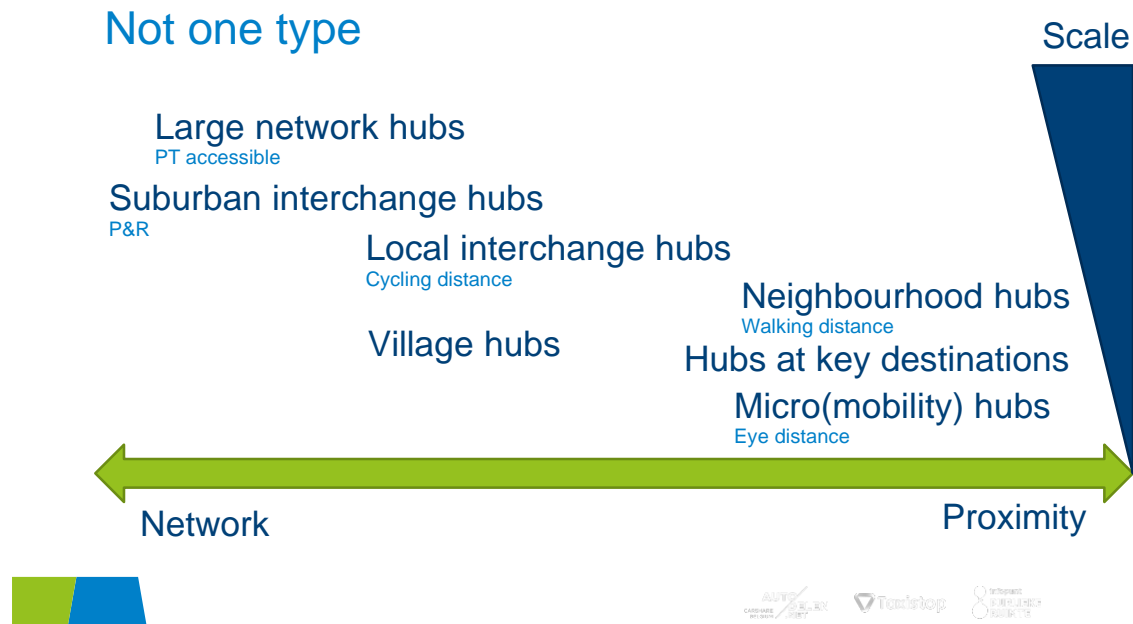 Not one type
Scale
Large network hubs
PT accessible
Suburban interchange hubs
P&R
Local interchange hubs
Cycling distance
Neighbourhood hubs
Walking distance
Village hubs
Hubs at key destinations
Micro(mobility) hubs
Eye distance
Network
Proximity
Taxistop